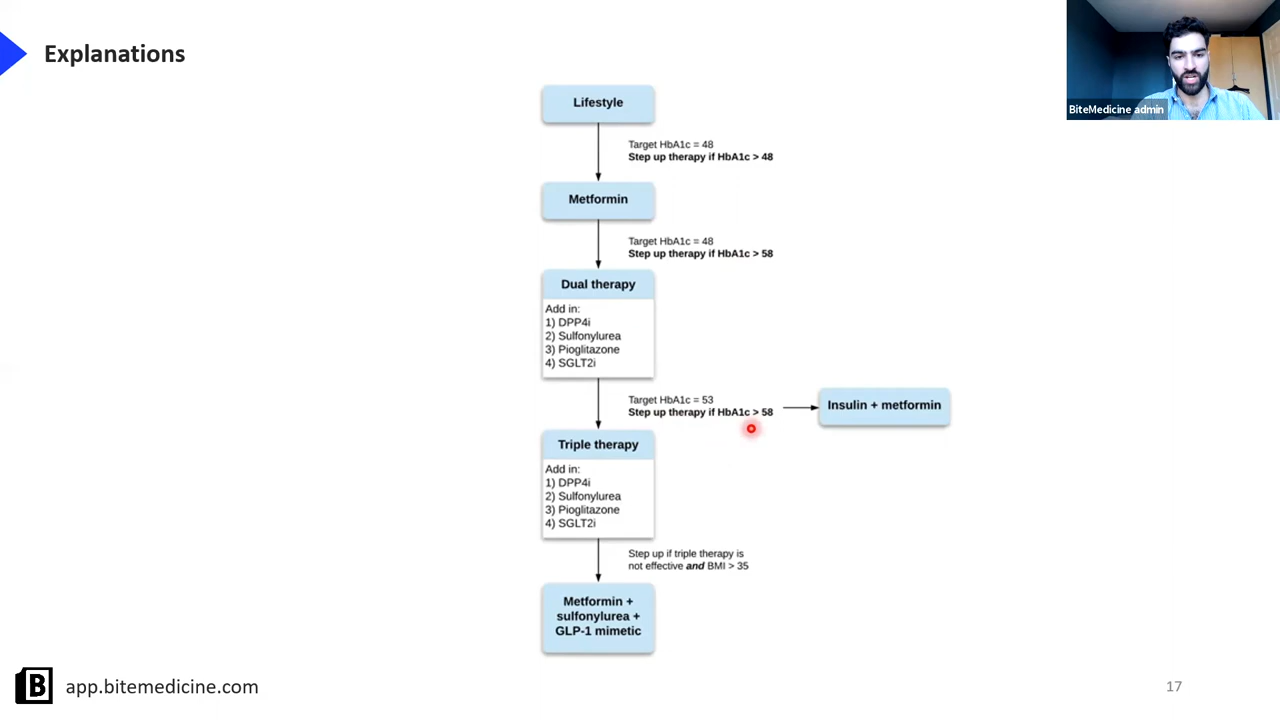 Explanations
BiteMedicine admin
Lifestyle
Target HbA1c = 48
Step up therapy if HbA1c > 48
Metformin
Target HbA1c = 48
Step up therapy if HbA1c > 58
Dual therapy
Add in:
1) DPP4i
2) Sulfonylurea
3) Pioglitazone
4) SGLT2i
Target HbA1c = 53
Step up therapy if HbA1c > 58
Insulin + metformin
Triple therapy
Add in:
1) DPP4i
2) Sulfonylurea
3) Pioglitazone
4) SGLT2i
Step up if triple therapy is
not effective and BMI > 35
Metformin +
sulfonylurea +
GLP-1 mimetic
B
app.bitemedicine.com
17